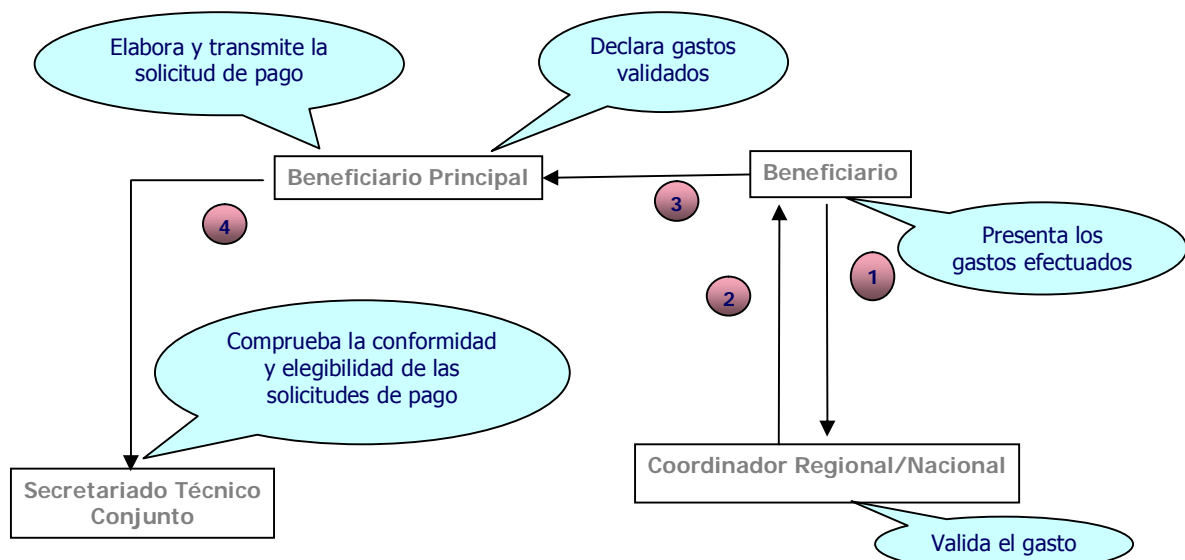 Elabora y transmite la
solicitud de pago
Declara gastos
validados
Beneficiario Principal
Beneficiario
3
4
Presenta los
gastos efectuados
1
2
Comprueba la conformidad
y elegibilidad de las
solicitudes de pago
Coordinador Regional/Nacional
Secretariado Técnico
Conjunto
Valida el gasto